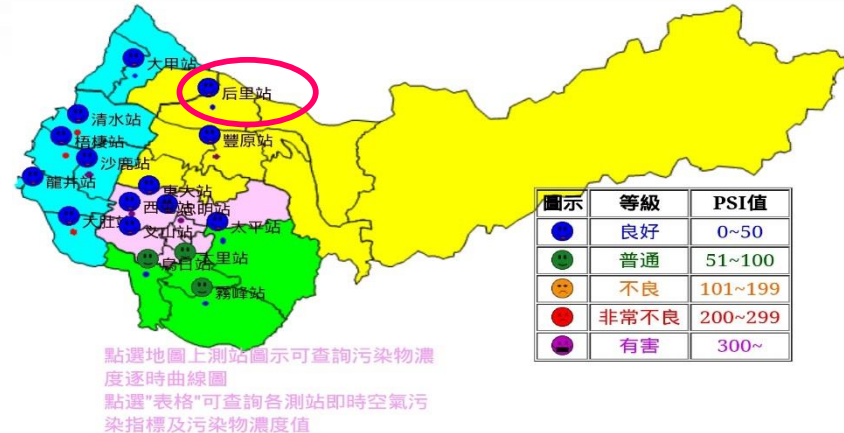 大甲站
后里站
清水站
梧棲站
豐原站
沙鹿站
龍井站
東大站
西屯忠明站
大肚站
太平站
文山站
烏日站
大里站
霧峰站
圖示 等級 PSI值
良好 0~50
普通 51~100
不良 101~199
非常不良 200~299
有害 300~
點選地圖上測站圖示可查詢污染物濃
度逐時曲線圖
點選"表格"可查詢各測站即時空氣污
染指標及污染物濃度值